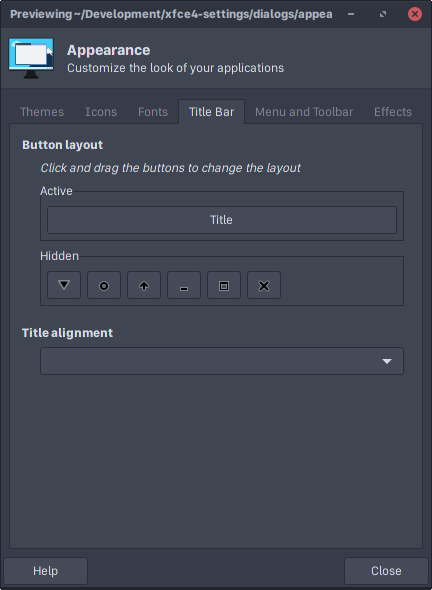 Previewing ~/Development/xfce4-settings/dialogs/appea
Appearance
Customize the look of your applications
Themes Icons Fonts Title Bar Menu and Toolbar Effects
Button layout
Click and drag the buttons to change the layout
Active
Title
Hidden
Title alignment
Help Close